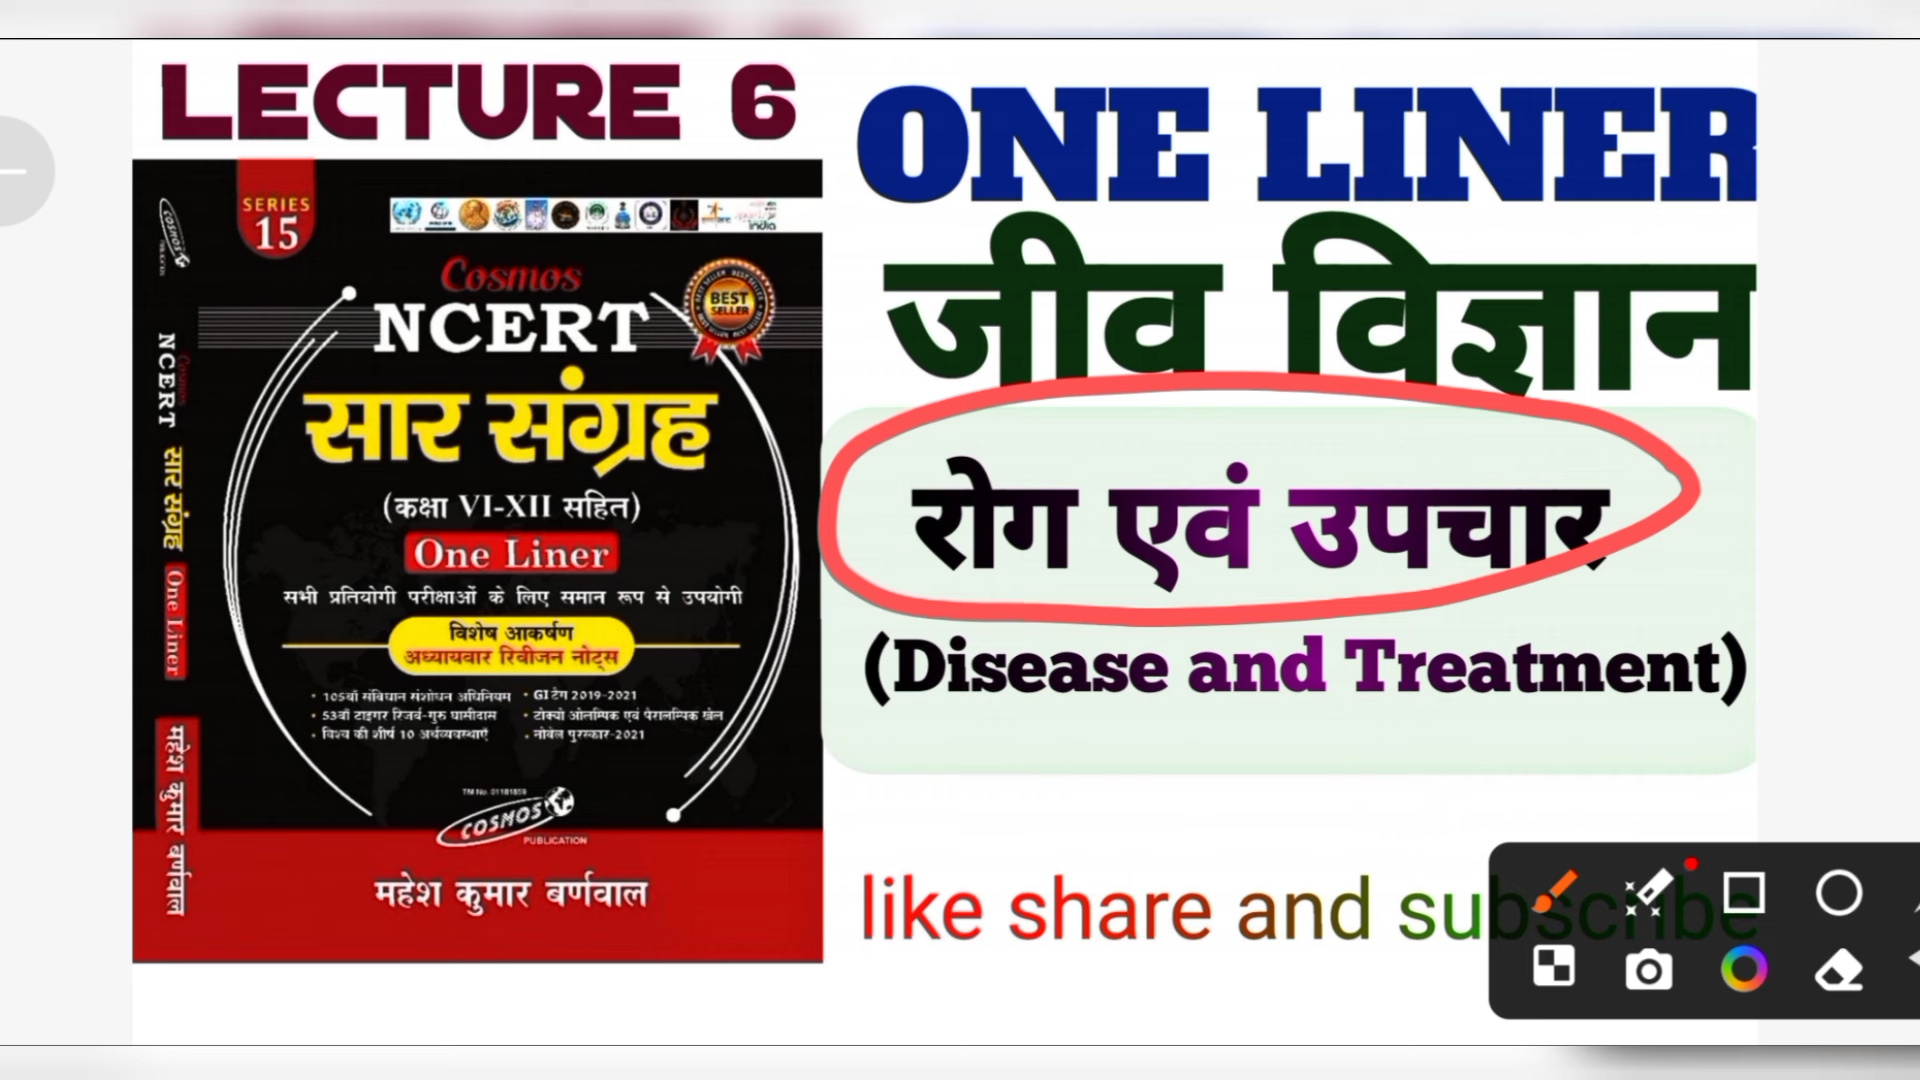 LECTURE 6
SERIES
15
Cosmos
BEST
SELLER
NCERT
सार संग्रह
(कक्षा VI-XII सहित)
One Liner
सभी प्रतियोगी परीक्षाओं के लिए समान रूप से उपयोगी
विशेष आकर्षण
अध्यायवार रिवीजन नोट्स
• 105वाँ संविधान संशोधन अधिनियम
• 53वाँ टाइगर रिजर्व-गुरु घासीदास
• विश्व की शीर्ष 10 अर्थव्यवस्थाएँ
• GI टैग 2019-2021
• टोक्यो ओलम्पिक एवं पैरालम्पिक खेल
• नोबेल पुरस्कार-2021
COSMOS
PUBLICATION
महेश कुमार बर्णवाल
COSMOS
Cosmos
NCERT सार संग्रह One Liner
महेश कुमार बर्णवाल
ONE LINER
जीव विज्ञान
रोग एवं उपचार
(Disease and Treatment)
like share and subscribe